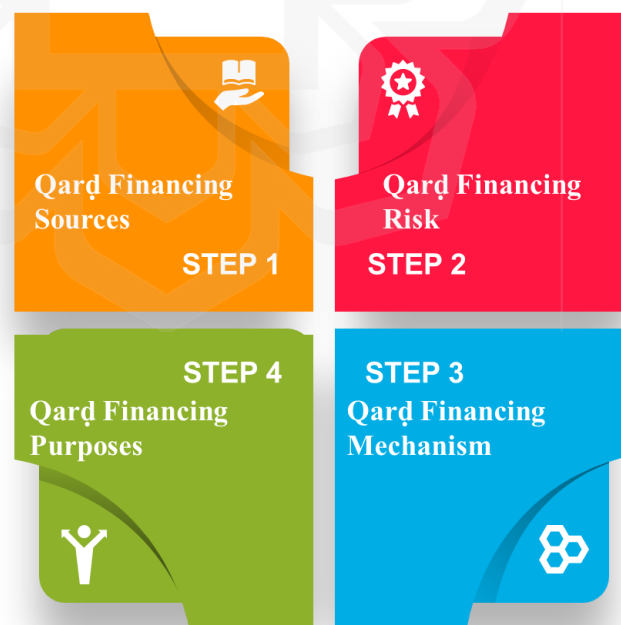 Qarḍ Financing
Sources
STEP 1
Qarḍ Financing
Risk
STEP 2
STEP 3
Qarḍ Financing
Mechanism
STEP 4
Qarḍ Financing
Purposes